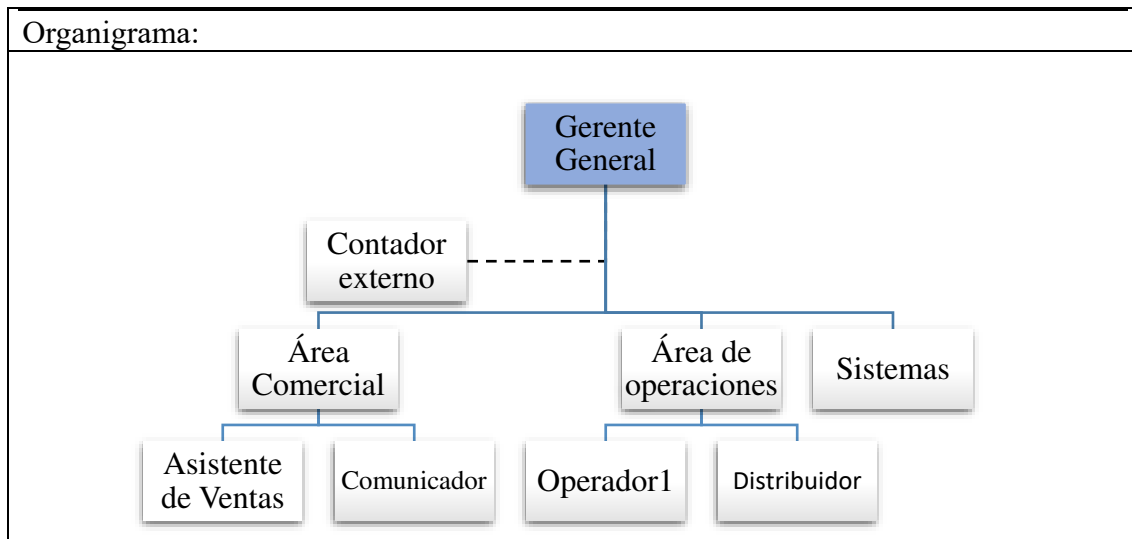 Organigrama:
Gerente
General
Contador
externo
Área
Comercial
Área de
operaciones
Sistemas
Asistente
de Ventas
Comunicador
Operador1
Distribuidor